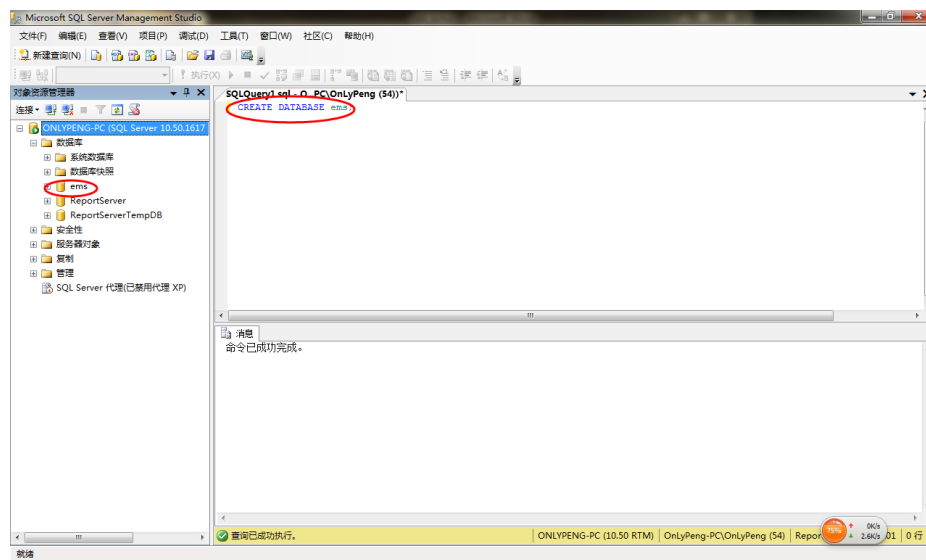 Microsoft SQL Server Management Studio
文件(F) 编辑(E) 查看(V) 项目(P) 调试(D) 工具(T) 窗口(W) 社区(C) 帮助(H)
新建查询(N)
执行(X)
对象资源管理器
SQLQuery1.sql - O...PC\OnLyPeng (54))*
连接
CREATE DATABASE ems;
ONLYPENG-PC (SQL Server 10.50.1617
数据库
系统数据库
数据库快照
ems
ReportServer
ReportServerTempDB
安全性
服务器对象
复制
管理
SQL Server 代理(已禁用代理 XP)
消息
命令已成功完成。
查询已成功执行。 ONLYPENG-PC (10.50 RTM) OnLyPeng-PC\OnlyPeng (54) Repor 01 0 行
75% 0K/s
2.6K/s
就绪